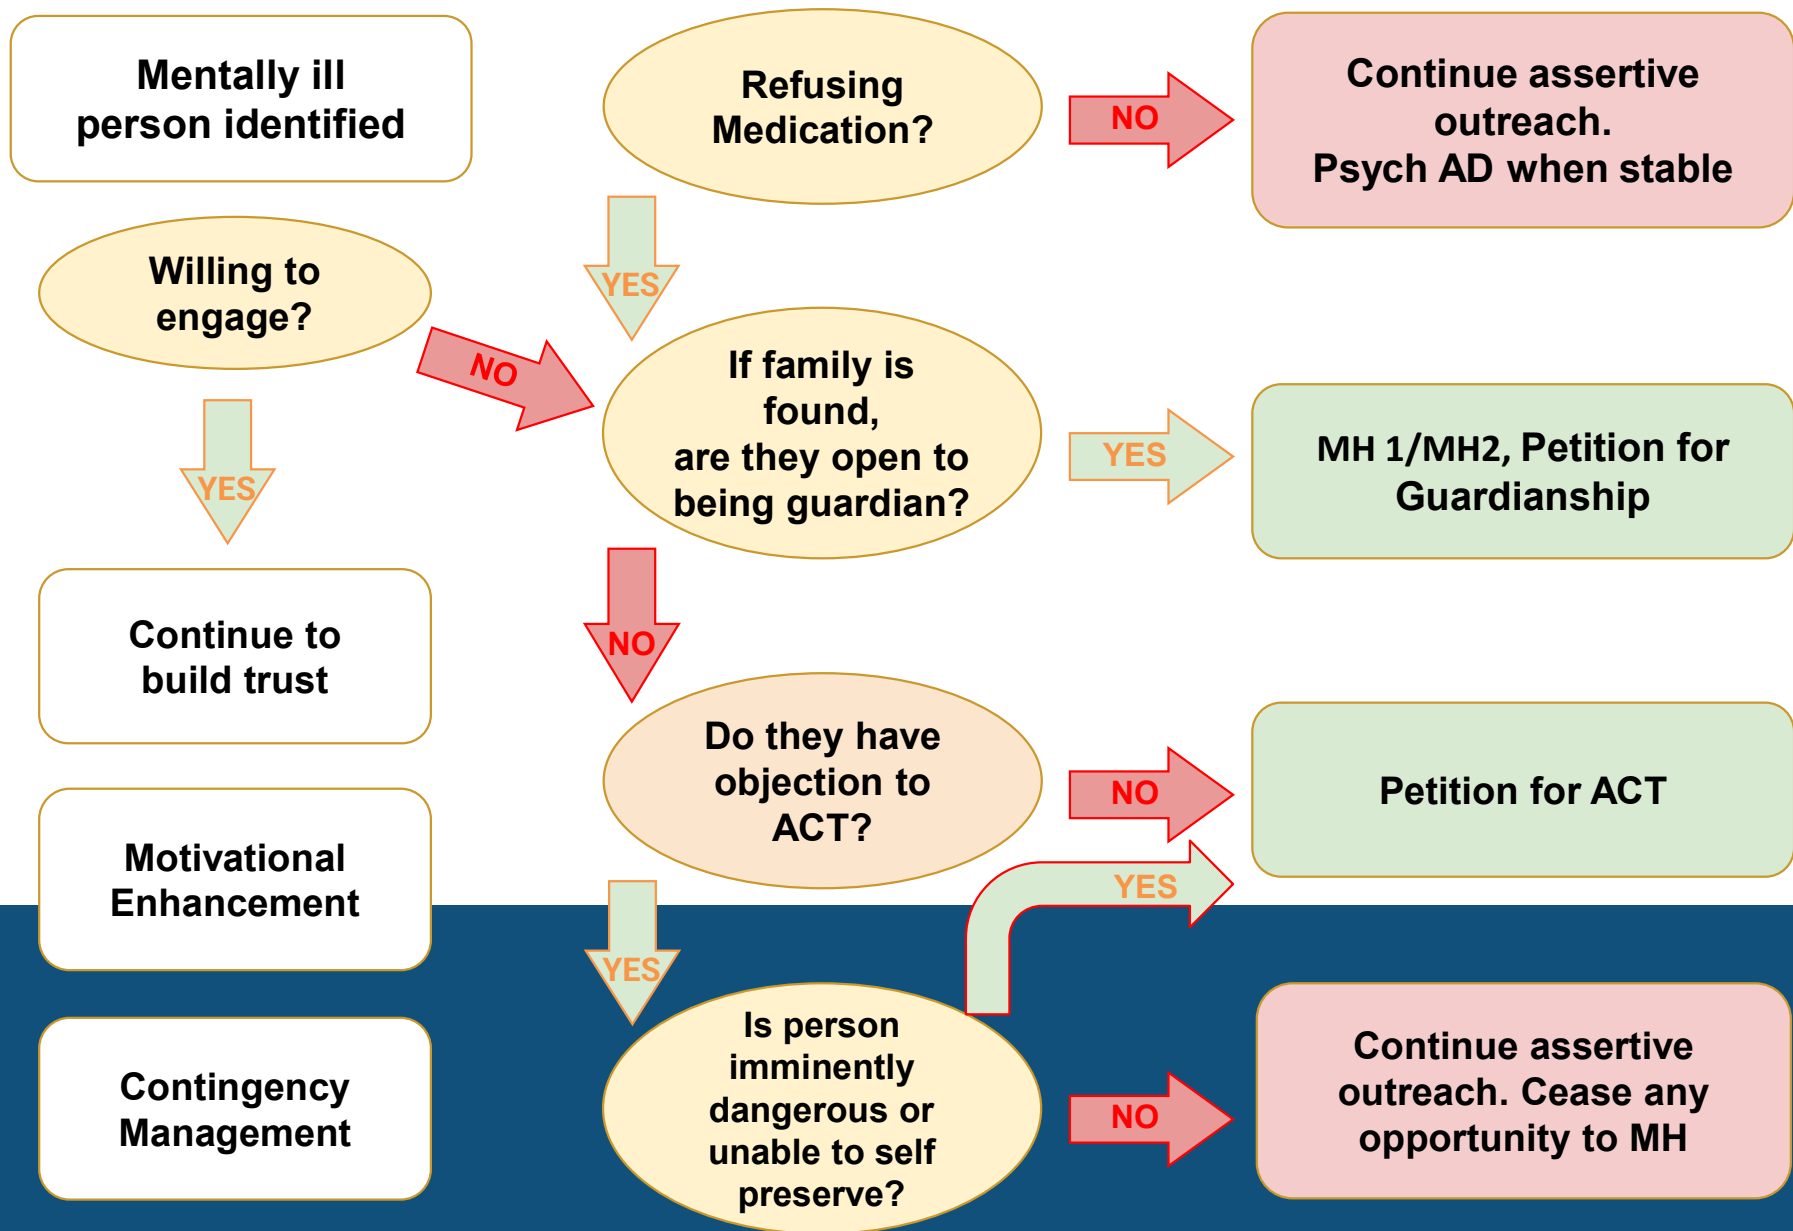 Mentally ill
person identified
Willing to
engage?
NO
YES
Continue to
build trust
Motivational
Enhancement
Contingency
Management
Refusing
Medication?
NO
Continue assertive
outreach.
Psych AD when stable
YES
If family is
found,
are they open to
being guardian?
YES
MH 1/MH2, Petition for
Guardianship
NO
Do they have
objection to
ACT?
NO
Petition for ACT
YES
YES
Is person
imminently
dangerous or
unable to self
preserve?
NO
Continue assertive
outreach. Cease any
opportunity to MH